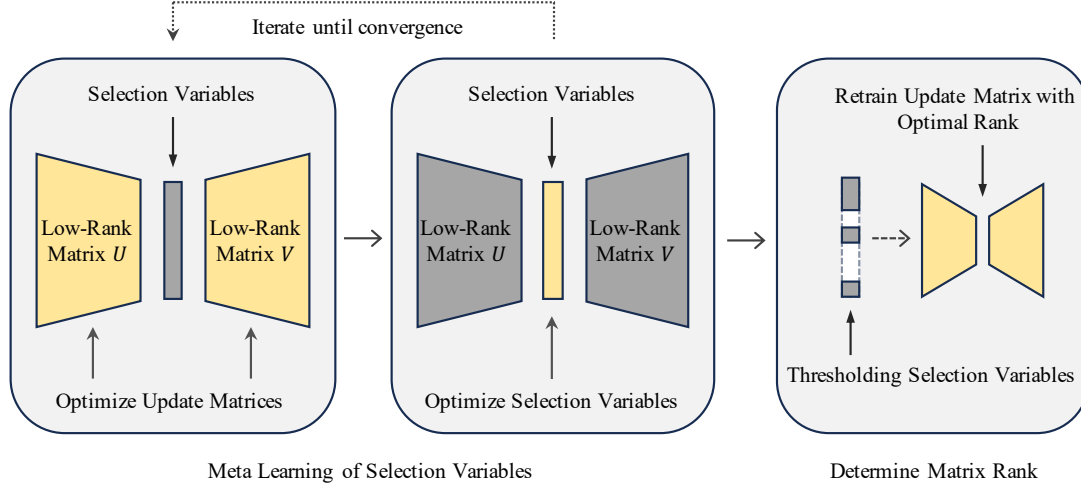 Iterate until convergence
Selection Variables
Low-Rank
Matrix U
Low-Rank
Matrix V
Optimize Update Matrices
Selection Variables
Low-Rank
Matrix U
Low-Rank
Matrix V
Optimize Selection Variables
Retrain Update Matrix with
Optimal Rank
Thresholding Selection Variables
Meta Learning of Selection Variables
Determine Matrix Rank